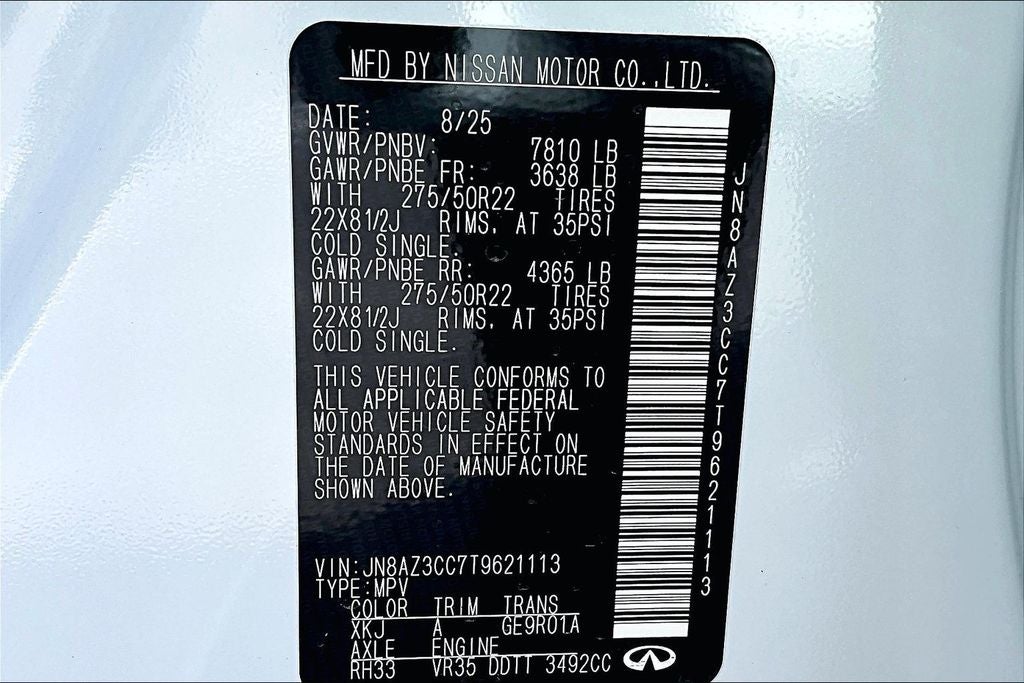 MFD BY NISSAN MOTOR CO.,LTD.
DATE: 8/25
GVWR/PNBV: 7810 LB
GAWR/PNBE FR: 3638 LB
WITH 275/50R22 TIRES
22X81/2J RIMS, AT 35PSI
COLD SINGLE.
GAWR/PNBE RR: 4365 LB
WITH 275/50R22 TIRES
22X81/2J RIMS, AT 35PSI
COLD SINGLE.
THIS VEHICLE CONFORMS TO
ALL APPLICABLE FEDERAL
MOTOR VEHICLE SAFETY
STANDARDS IN EFFECT ON
THE DATE OF MANUFACTURE
SHOWN ABOVE.
VIN:JN8AZ3CC7T9621113
TYPE:MPV
COLOR TRIM TRANS
XKJ A GE9R01A
AXLE ENGINE
RH33 VR35 DDTT 3492CC
JN8AZ3CC7T9621113